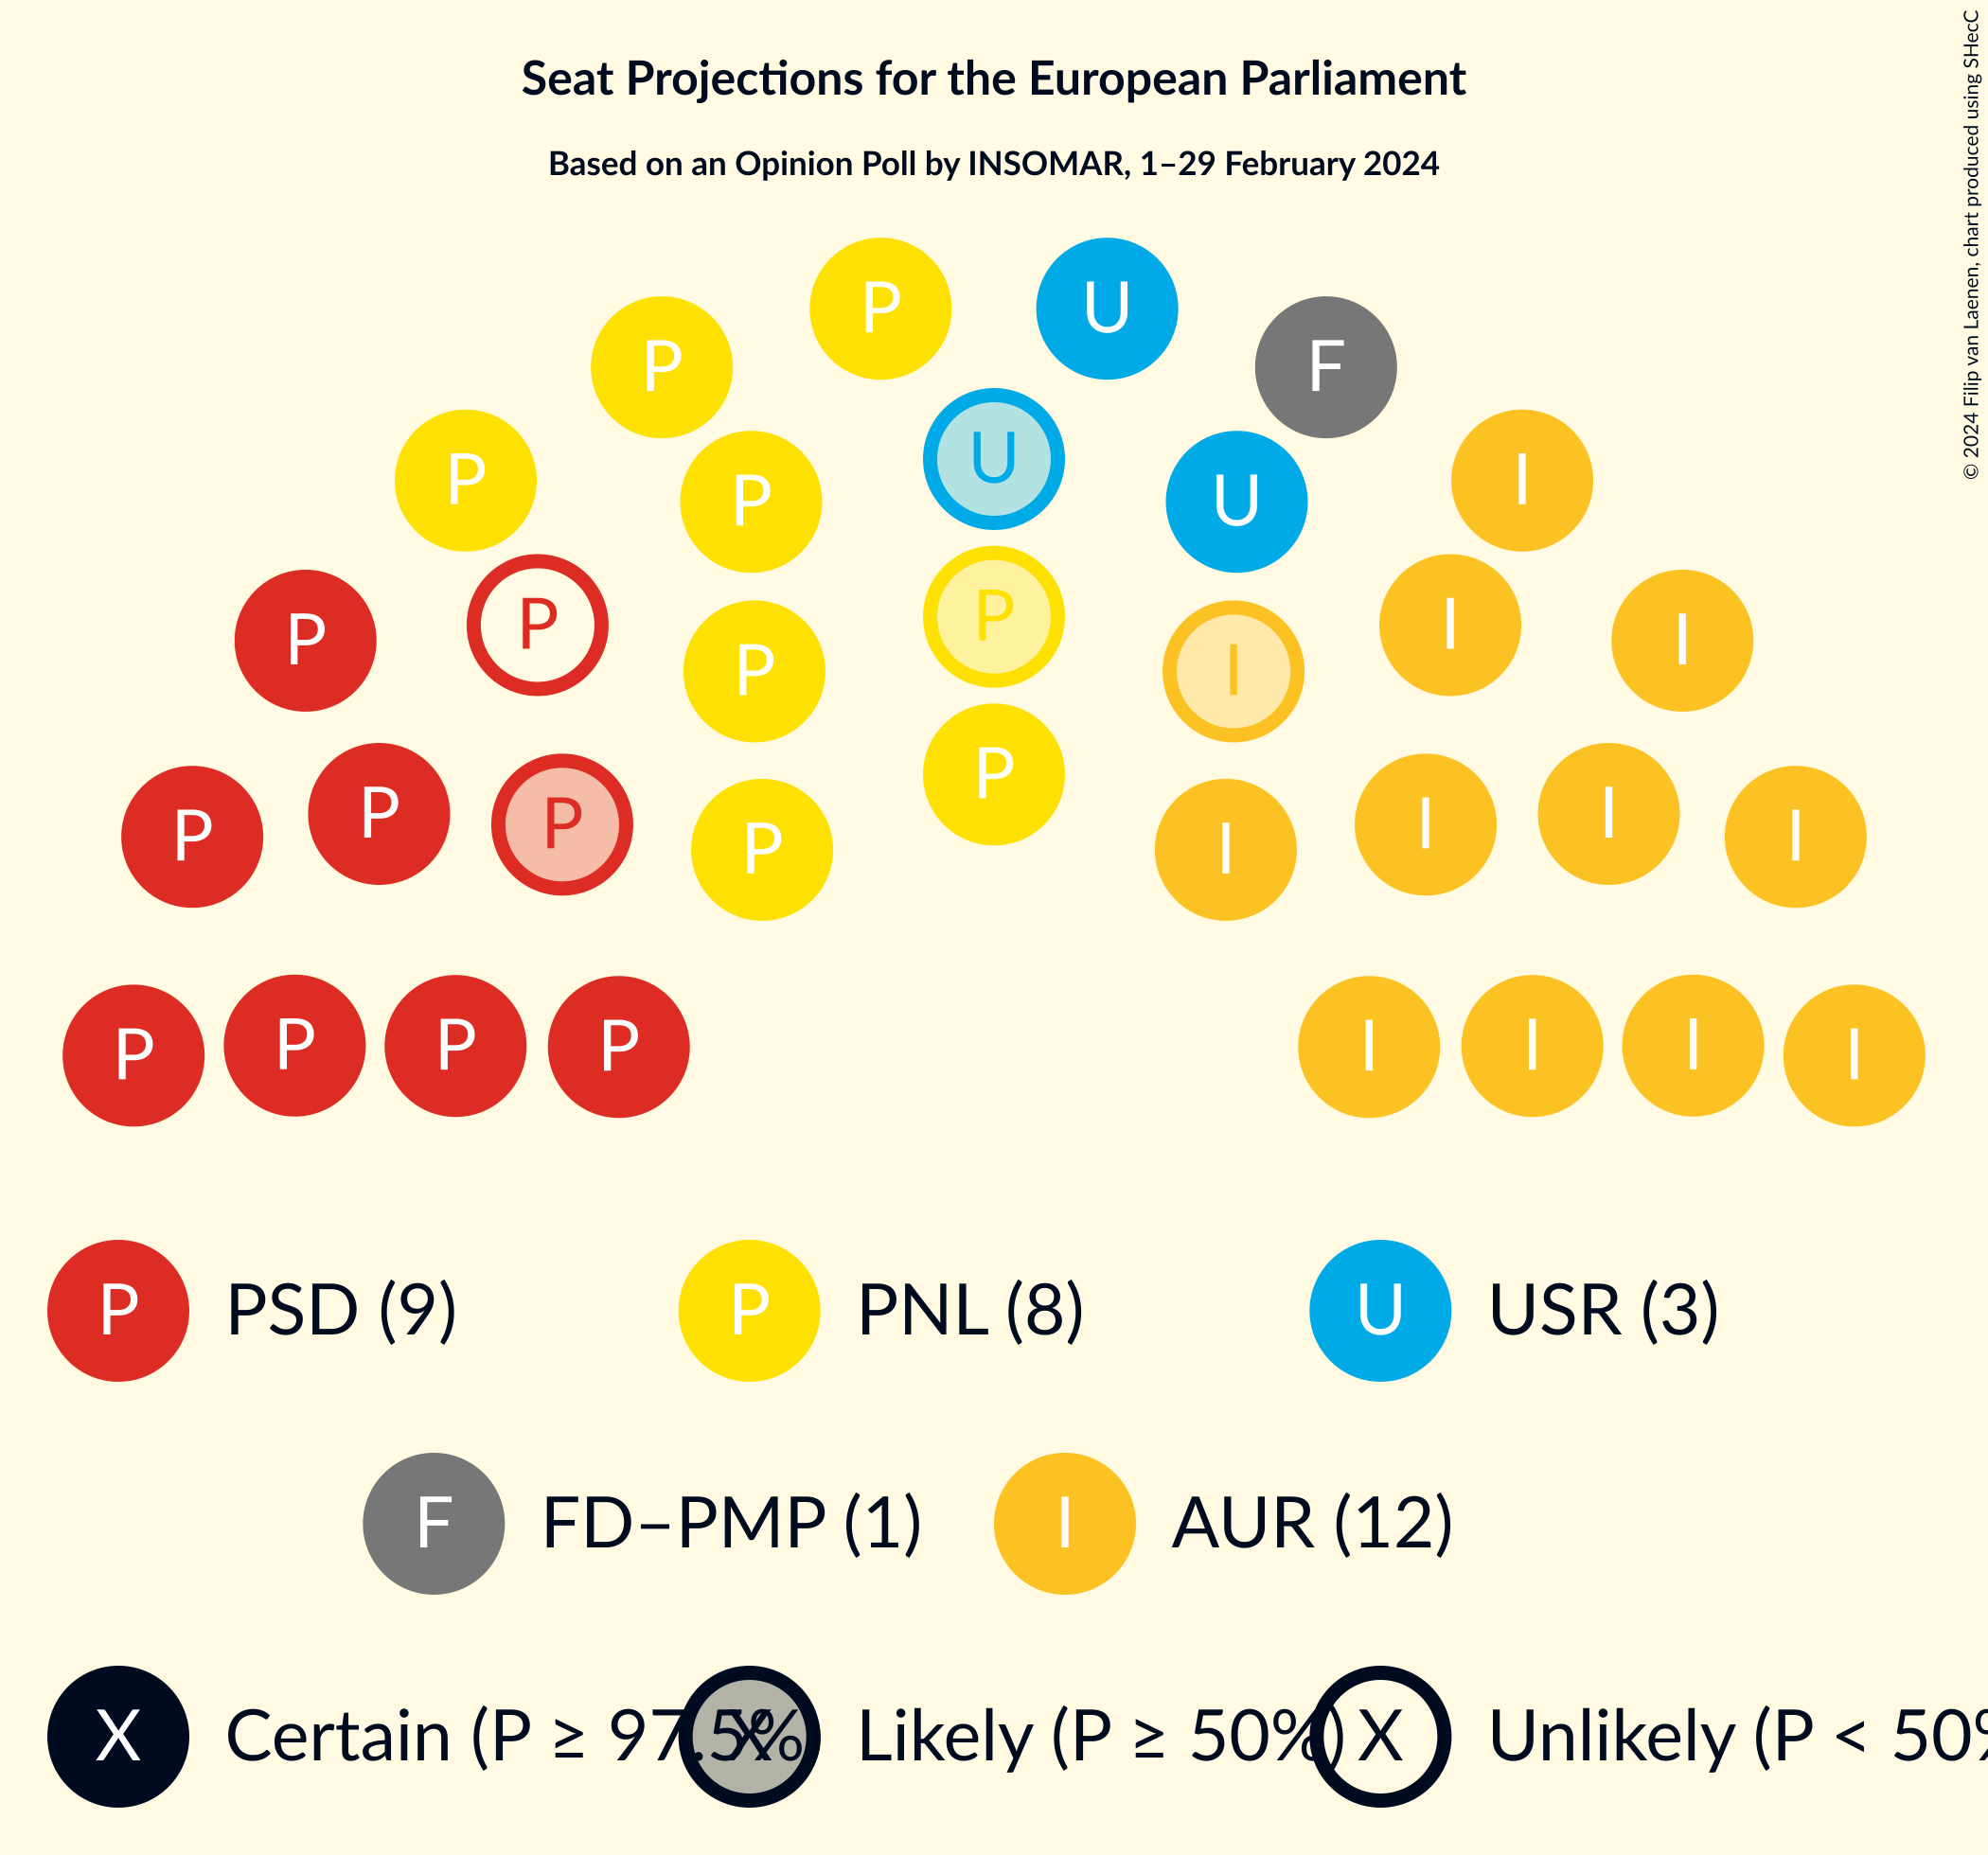 Seat Projections for the European Parliament
Based on an Opinion Poll by INSOMAR, 1–29 February 2024
© 2024 Filip van Laenen, chart produced using SHecC
P U
P F
P U I
P U
P P I
P P I
P I
P P I I
P P I
P P I I
P P I I
P P P P I I I I
P PSD (9) P PNL (8) U USR (3)
F FD–PMP (1) I AUR (12)
X Certain (P ≥ 97.5% X Likely (P ≥ 50%) X Unlikely (P < 50%